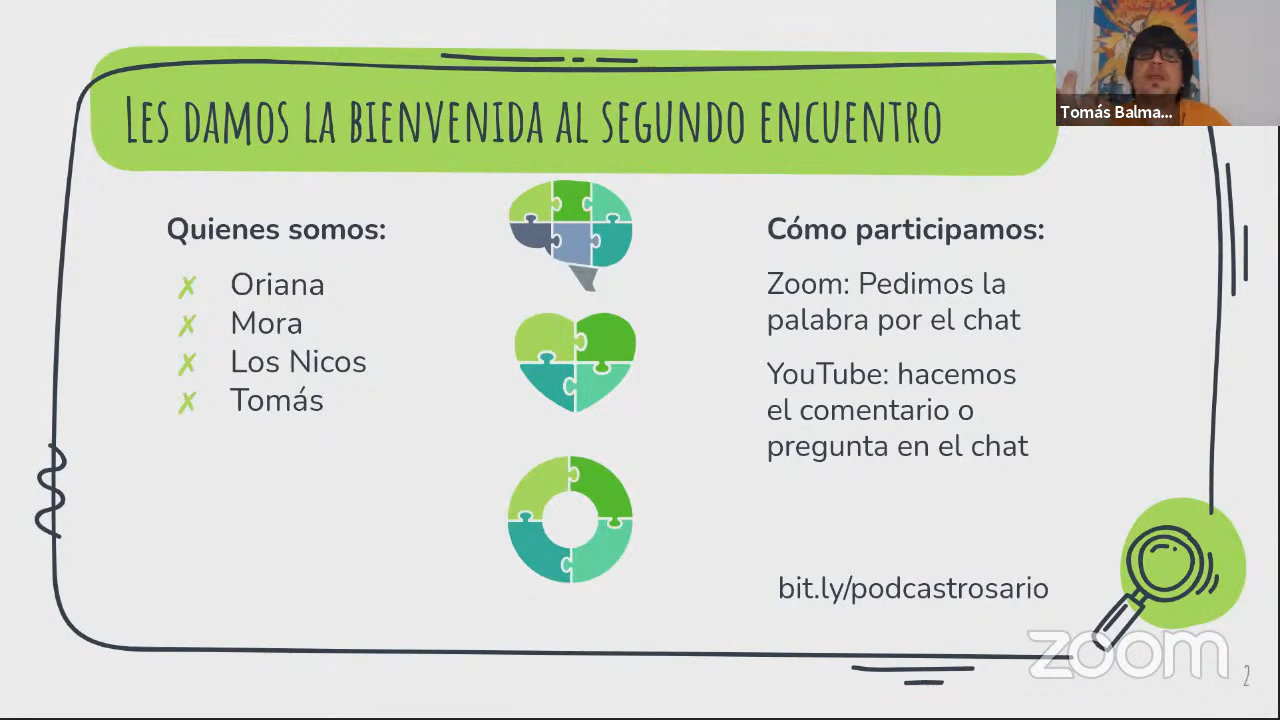 LES DAMOS LA BIENVENIDA AL SEGUNDO ENCUENTRO
Tomás Balma...
Quienes somos:
✗ Oriana
✗ Mora
✗ Los Nicos
✗ Tomás
Cómo participamos:
Zoom: Pedimos la
palabra por el chat
YouTube: hacemos
el comentario o
pregunta en el chat
bit.ly/podcastrosario
zoom
2